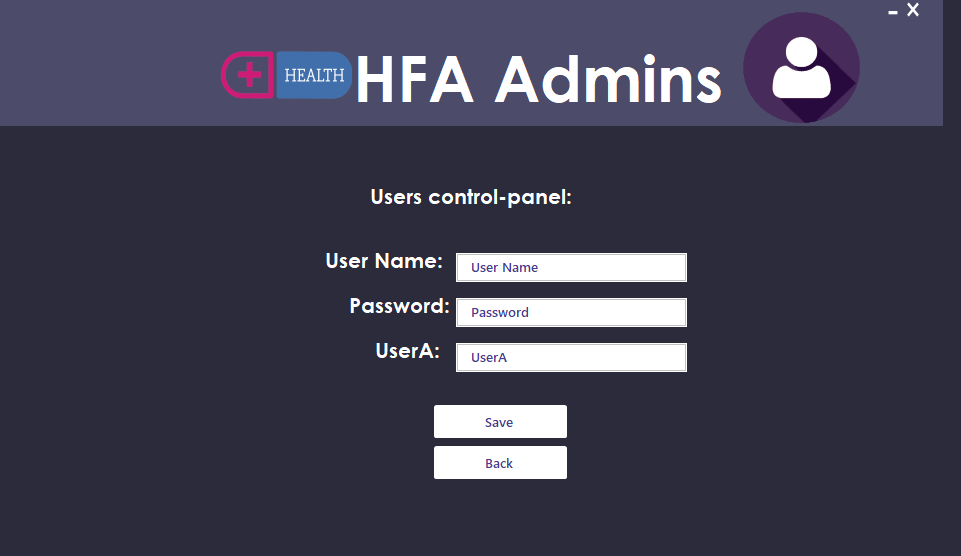 HEALTH HFA Admins
Users control-panel:
User Name: User Name
Password: Password
UserA: UserA
Save
Back